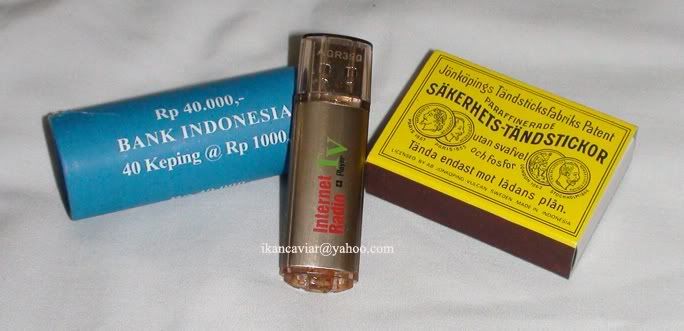 Rp 40.000,-
BANK INDONESIA
40 Keping @ Rp 1000,
AGR350
Internet
Radio
TV
Player
Jönköpings Tändsticksfabriks Patent
PARAFFINERADE
SÄKERHETS-TÄNDSTICKOR
utan svafvel
Och fosfor.
Tända endast mot lådans plån.
LICENSED BY AB JÖNKÖPING-VULCAN SWEDEN MADE IN INDONESIA
ikancaviar@yahoo.com